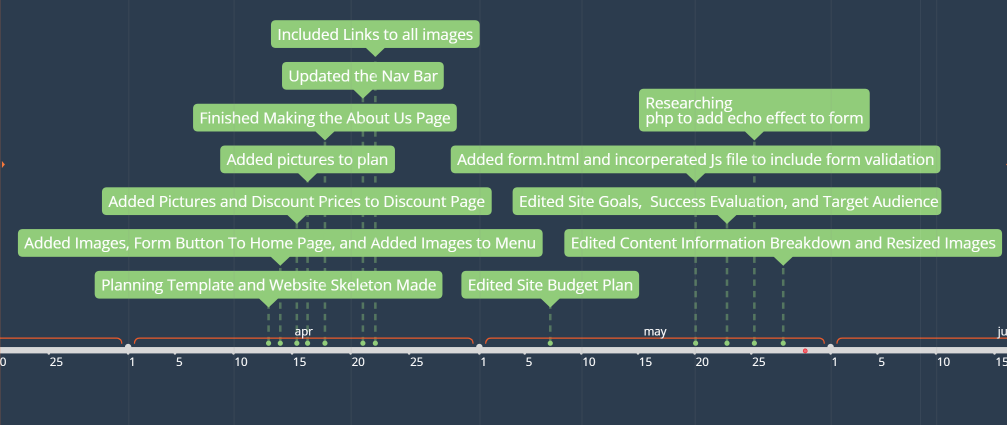 Included Links to all images
Updated the Nav Bar
Finished Making the About Us Page
Researching
php to add echo effect to form
Added pictures to plan
Added form.html and incorperated Js file to include form validation
Added Pictures and Discount Prices to Discount Page
Edited Site Goals,  Success Evaluation, and Target Audience
Added Images, Form Button To Home Page, and Added Images to Menu
Edited Content Information Breakdown and Resized Images
Planning Template and Website Skeleton Made
Edited Site Budget Plan
apr may ju
0 25 1 5 10 15 20 25 1 5 10 15 20 25 1 5 10 15